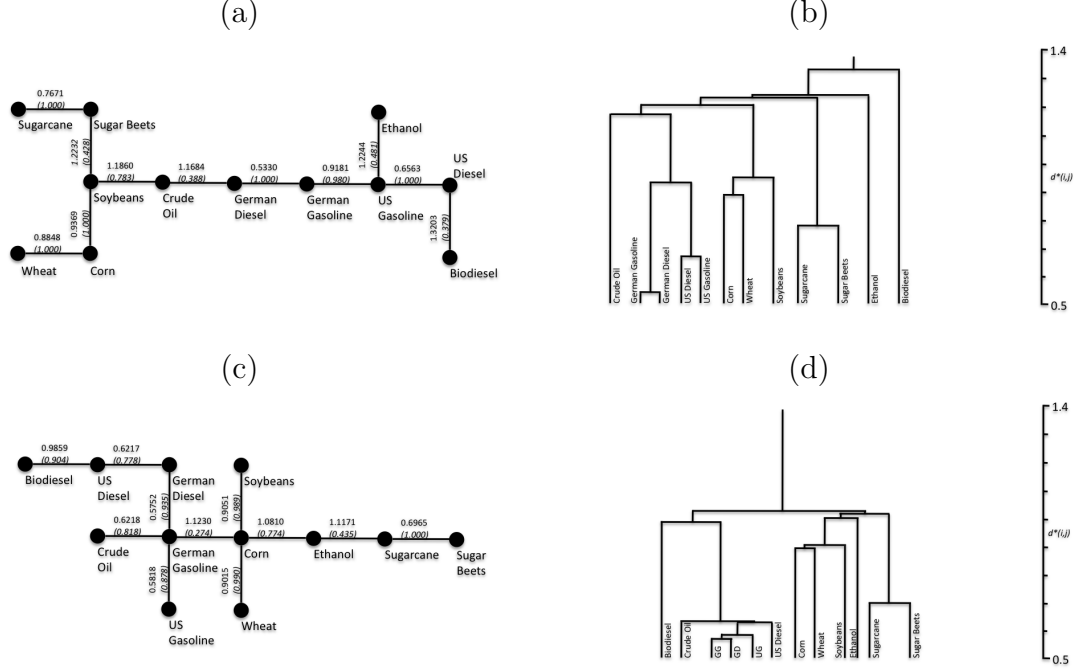 (a)
0.7671
(1.000)
Sugarcane
Sugar Beets
1.2232
(0.428)
1.1860
(0.783)
Soybeans
1.1684
(0.388)
Crude
Oil
0.5330
(1.000)
German
Diesel
0.9181
(0.980)
German
Gasoline
Ethanol
1.2244
(0.481)
0.6563
(1.000)
US
Gasoline
US
Diesel
1.3203
(0.379)
Biodiesel
0.9369
(1.000)
0.8848
(1.000)
Wheat
Corn
(b)
1.4
d*(i,j)
0.5
Crude Oil
German Gasoline
German Diesel
US Diesel
US Gasoline
Corn
Wheat
Soybeans
Sugarcane
Sugar Beets
Ethanol
Biodiesel
(c)
0.9859
(0.904)
Biodiesel
0.6217
(0.778)
US
Diesel
German
Diesel
0.5752
(0.935)
Soybeans
0.9051
(0.989)
0.6218
(0.818)
Crude
Oil
1.1230
(0.274)
German
Gasoline
1.0810
(0.774)
Corn
1.1171
(0.435)
Ethanol
0.6965
(1.000)
Sugarcane
Sugar
Beets
0.5818
(0.878)
US
Gasoline
0.9015
(0.990)
Wheat
(d)
1.4
d*(i,j)
0.5
Biodiesel
Crude Oil
GG
GD
UG
US Diesel
Corn
Wheat
Soybeans
Ethanol
Sugarcane
Sugar Beets